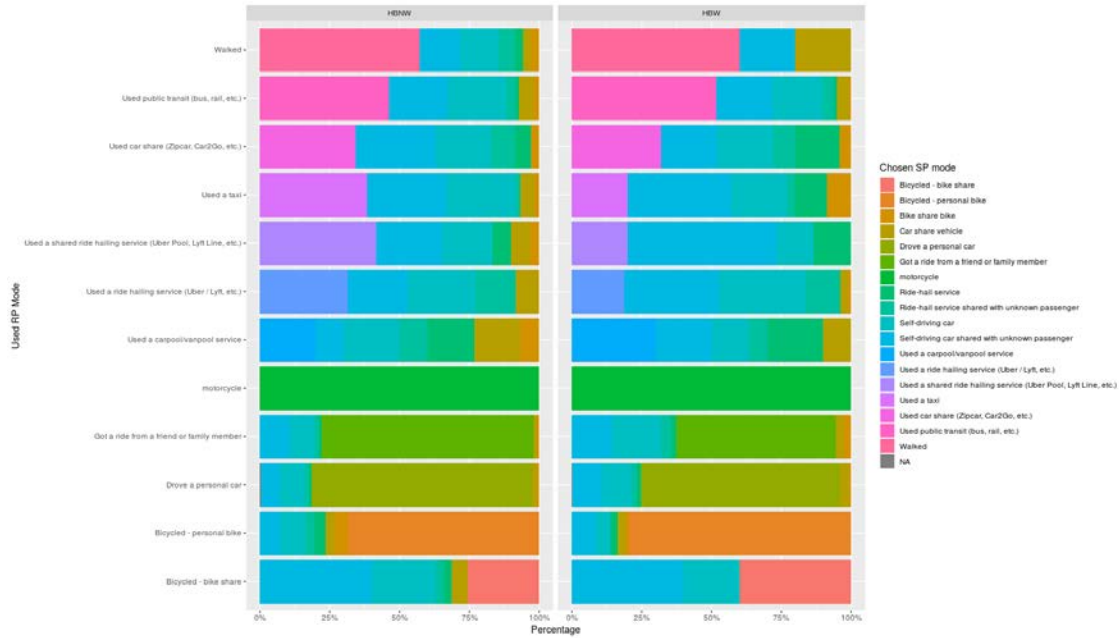 HBNW
HBW
Used RP Mode
Walked
Used public transit (bus, rail, etc.)
Used car share (Zipcar, Car2Go, etc.)
Used a taxi
Used a shared ride hailing service (Uber Pool, Lyft Line, etc.)
Used a ride hailing service (Uber / Lyft, etc.)
Used a carpool/vanpool service
motorcycle
Got a ride from a friend or family member
Drove a personal car
Bicycled - personal bike
Bicycled - bike share
0%
25%
50%
75%
100%
0%
25%
50%
75%
100%
Percentage
Chosen SP mode
Bicycled - bike share
Bicycled - personal bike
Bike share bike
Car share vehicle
Drove a personal car
Got a ride from a friend or family member
motorcycle
Ride-hail service
Ride-hail service shared with unknown passenger
Self-driving car
Self-driving car shared with unknown passenger
Used a carpool/vanpool service
Used a ride hailing service (Uber / Lyft, etc.)
Used a shared ride hailing service (Uber Pool, Lyft Line, etc.)
Used a taxi
Used car share (Zipcar, Car2Go, etc.)
Used public transit (bus, rail, etc.)
Walked
NA